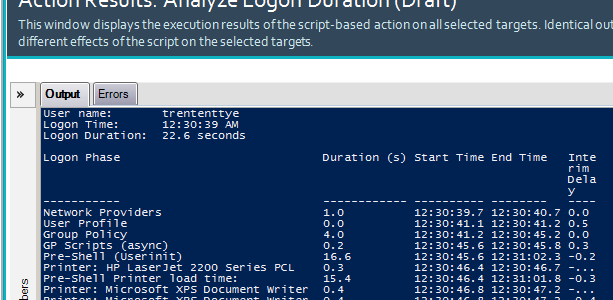 Action Results: Analyze Logon Duration (Draft)
This window displays the execution results of the script-based action on all selected targets. Identical out
different effects of the script on the selected targets.
»
Output Errors
User name: trententtye
Logon Time: 12:30:39 AM
Logon Duration: 22.6 seconds
Logon Phase Duration (s) Start Time End Time Inte
rim
Dela
y
----------- ------------ ---------- -------- ----
Network Providers 1.0 12:30:39.7 12:30:40.7 0.0
User Profile 0.0 12:30:41.1 12:30:41.2 0.5
Group Policy 4.0 12:30:41.2 12:30:45.2 0.0
GP Scripts (async) 0.2 12:30:45.6 12:30:45.8 0.3
Pre-Shell (Userinit) 16.6 12:30:45.6 12:31:02.3 -0.2
Printer: HP LaserJet 2200 Series PCL 0.3 12:30:46.4 12:30:46.7 -...
Pre-Shell Printer load time: 15.4 12:30:46.4 12:31:01.8 -0.3
Printer: Microsoft XPS Document Writer 0.4 12:30:46.8 12:30:47.2 -...
Printer: Microsoft XPS Document Writer 0.4
bers